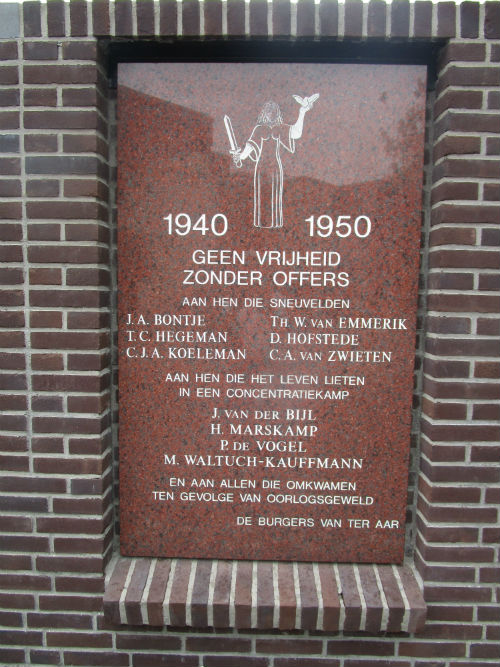 1940 1950
GEEN VRIJHEID
ZONDER OFFERS
AAN HEN DIE SNEUVELDEN
J.A. BONTJE TH. W. VAN EMMERIK
T.C. HEGEMAN D. HOFSTEDE
C.J.A. KOELEMAN C.A. VAN ZWIETEN
AAN HEN DIE HET LEVEN LIETEN
IN EEN CONCENTRATIEKAMP
J. VAN DER BIJL
H. MARSKAMP
P. DE VOGEL
M. WALTUCH-KAUFFMANN
EN AAN ALLEN DIE OMKWAMEN
TEN GEVOLGE VAN OORLOGSGEWELD
DE BURGERS VAN TER AAR